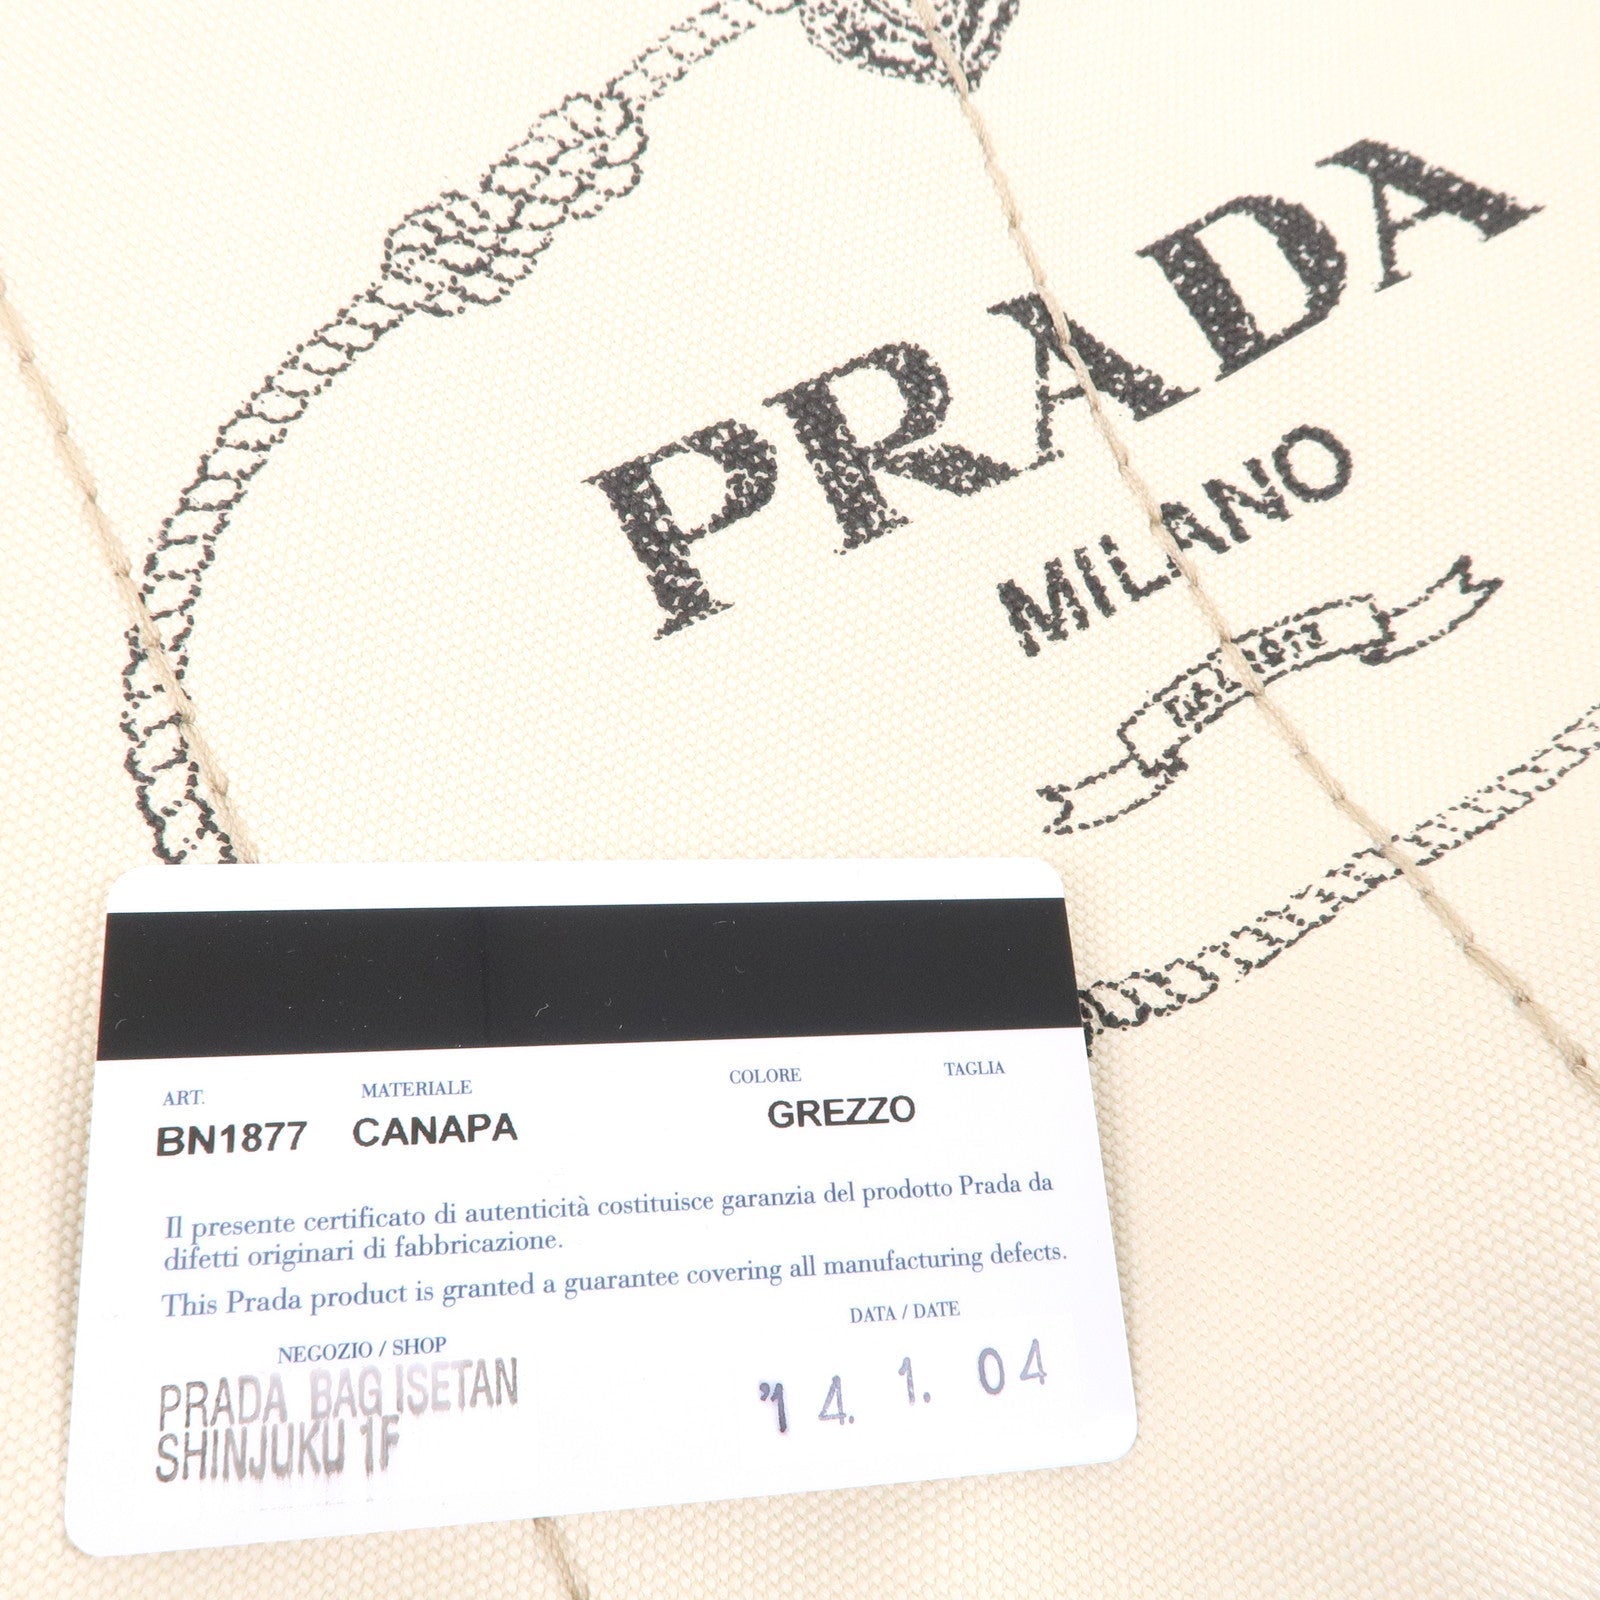 PRADA
MILANO
ART. MATERIALE COLORE TAGLIA
BN1877 CANAPA GREZZO
Il presente certificato di autenticità costituisce garanzia del prodotto Prada da
difetti originari di fabbricazione.
This Prada product is granted a guarantee covering all manufacturing defects.
NEGOZIO / SHOP DATA / DATE
PRADA BAG ISETAN
SHINJUKU 1F
'14. 1. 04